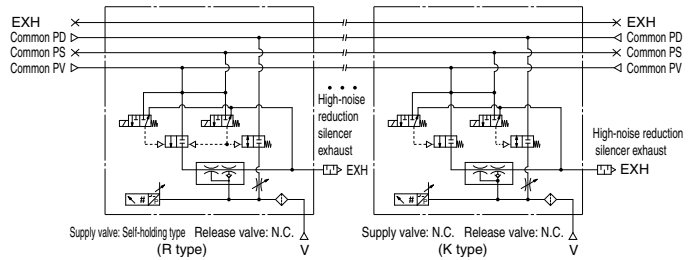 EXH
Common PD
Common PS
Common PV
EXH
Common PD
Common PS
Common PV
High-noise
reduction
silencer
exhaust
EXH
High-noise reduction
silencer exhaust
EXH
#
#
Supply valve: Self-holding type Release valve: N.C.
(R type)
V
Supply valve: N.C. Release valve: N.C.
(K type)
V